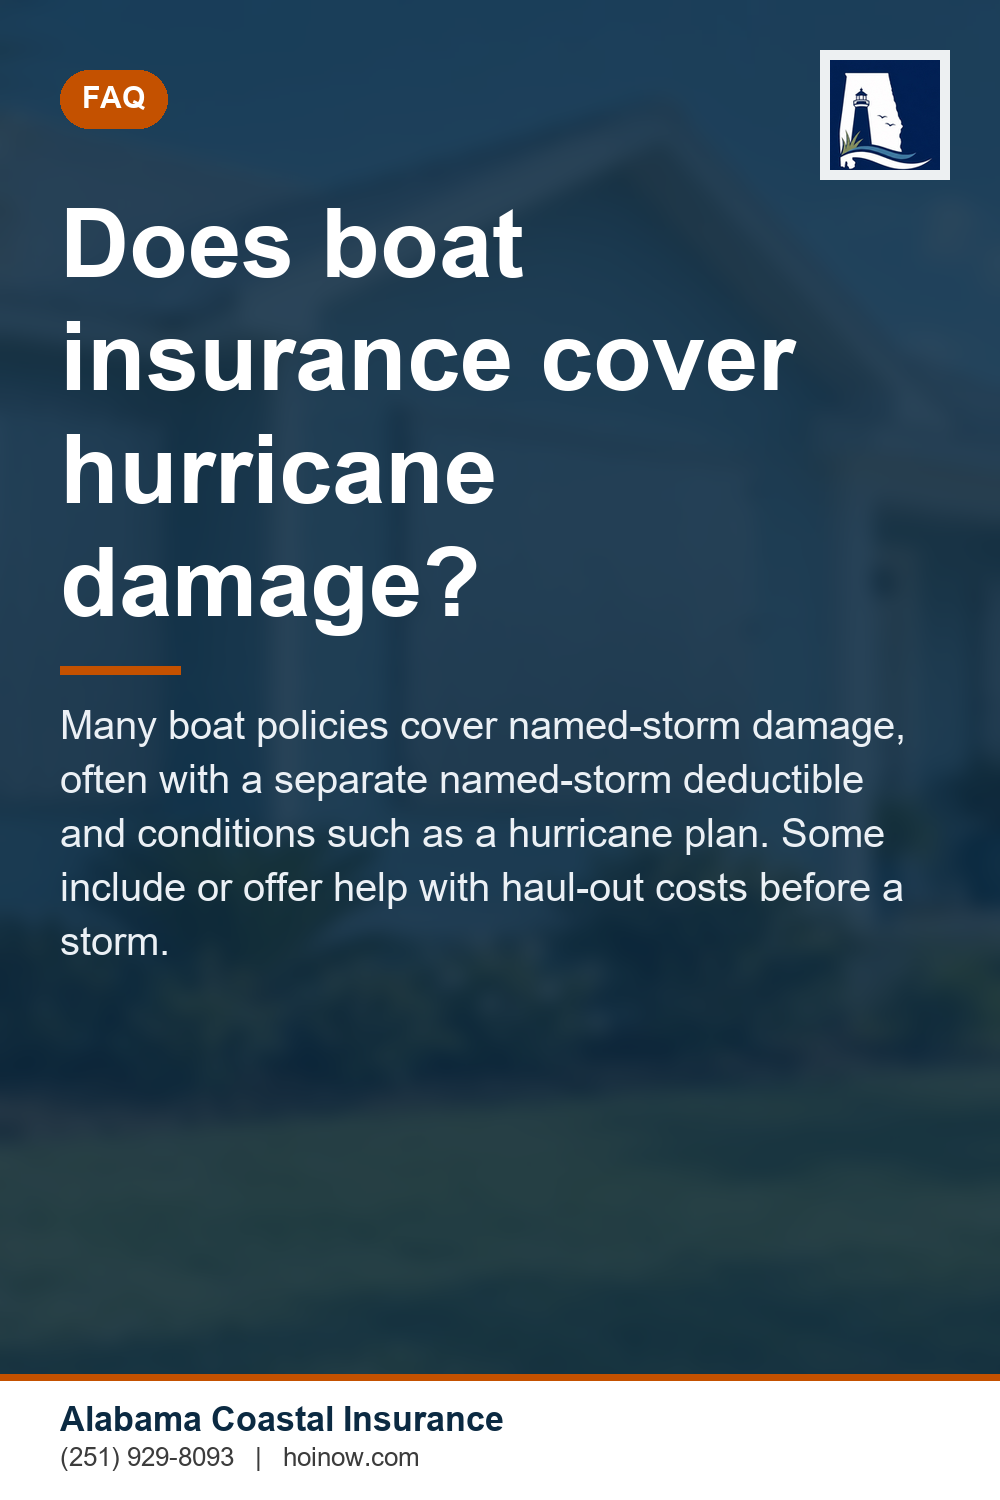 FAQ
Does boat
insurance cover
hurricane
damage?
Many boat policies cover named-storm damage,
often with a separate named-storm deductible
and conditions such as a hurricane plan. Some
include or offer help with haul-out costs before a
storm.
Alabama Coastal Insurance
(251) 929-8093 | hoinow.com